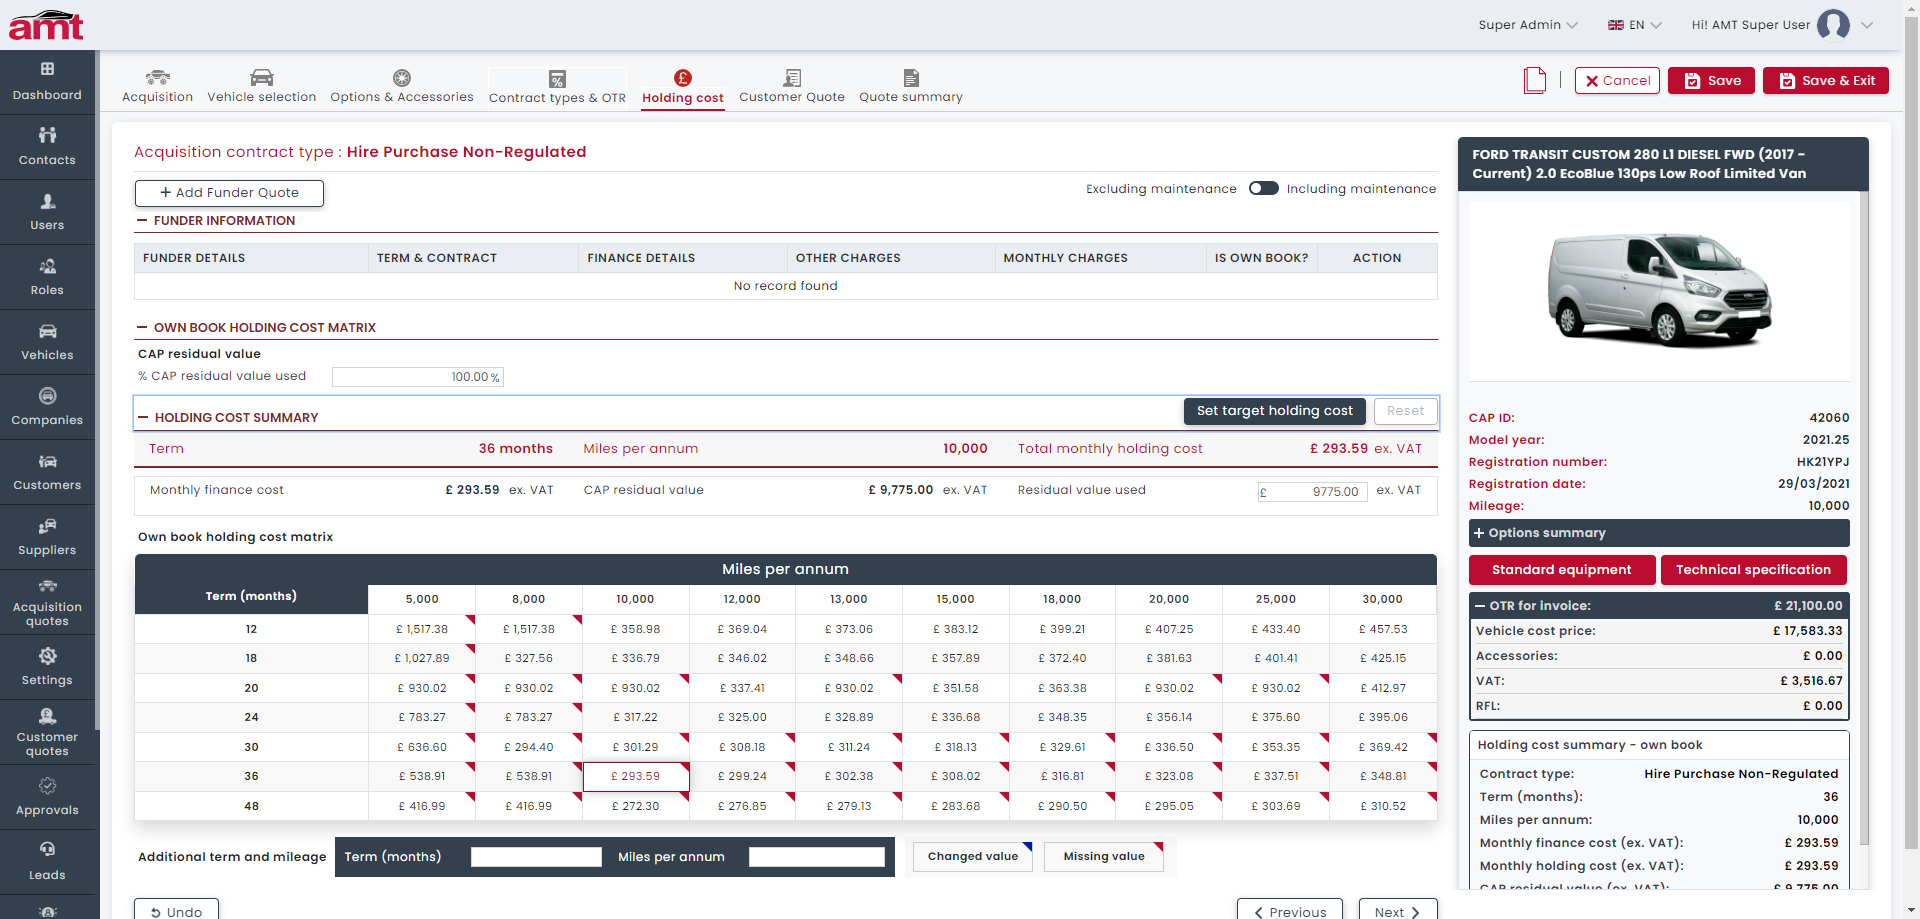 amt
Super Admin
EN
Hi! AMT Super User
Dashboard
Contacts
Users
Roles
Vehicles
Companies
Customers
Suppliers
Acquisition
quotes
Settings
Customer
quotes
Approvals
Leads
Acquisition
Vehicle selection
Options & Accessories
Contract types & OTR
Holding cost
Customer Quote
Quote summary
Cancel
Save
Save & Exit
Acquisition contract type : Hire Purchase Non-Regulated
+ Add Funder Quote
Excluding maintenance
Including maintenance
FUNDER INFORMATION
FUNDER DETAILS TERM & CONTRACT FINANCE DETAILS OTHER CHARGES MONTHLY CHARGES IS OWN BOOK? ACTION
No record found
OWN BOOK HOLDING COST MATRIX
CAP residual value
% CAP residual value used 100.00 %
HOLDING COST SUMMARY
Set target holding cost
Reset
Term 36 months Miles per annum 10,000 Total monthly holding cost £ 293.59 ex. VAT
Monthly finance cost £ 293.59 ex. VAT CAP residual value £ 9,775.00 ex. VAT Residual value used £ 9775.00 ex. VAT
Own book holding cost matrix
Miles per annum
Term (months) 5,000 8,000 10,000 12,000 13,000 15,000 18,000 20,000 25,000 30,000
12 £ 1,517.38 £ 1,517.38 £ 358.98 £ 369.04 £ 373.06 £ 383.12 £ 399.21 £ 407.25 £ 433.40 £ 457.53
18 £ 1,027.89 £ 327.56 £ 336.79 £ 346.02 £ 348.66 £ 357.89 £ 372.40 £ 381.63 £ 401.41 £ 425.15
20 £ 930.02 £ 930.02 £ 930.02 £ 337.41 £ 930.02 £ 351.58 £ 363.38 £ 930.02 £ 930.02 £ 412.97
24 £ 783.27 £ 783.27 £ 317.22 £ 325.00 £ 328.89 £ 336.68 £ 348.35 £ 356.14 £ 375.60 £ 395.06
30 £ 636.60 £ 294.40 £ 301.29 £ 308.18 £ 311.24 £ 318.13 £ 329.61 £ 336.50 £ 353.35 £ 369.42
36 £ 538.91 £ 538.91 £ 293.59 £ 299.24 £ 302.38 £ 308.02 £ 316.81 £ 323.08 £ 337.51 £ 348.81
48 £ 416.99 £ 416.99 £ 272.30 £ 276.85 £ 279.13 £ 283.68 £ 290.50 £ 295.05 £ 303.69 £ 310.52
Additional term and mileage Term (months) Miles per annum Changed value Missing value
Undo
Previous
Next
FORD TRANSIT CUSTOM 280 L1 DIESEL FWD (2017 -
Current) 2.0 EcoBlue 130ps Low Roof Limited Van
CAP ID: 42060
Model year: 2021.25
Registration number: HK21YPJ
Registration date: 29/03/2021
Mileage: 10,000
+ Options summary
Standard equipment
Technical specification
OTR for invoice: £ 21,100.00
Vehicle cost price: £ 17,583.33
Accessories: £ 0.00
VAT: £ 3,516.67
RFL: £ 0.00
Holding cost summary - own book
Contract type: Hire Purchase Non-Regulated
Term (months): 36
Miles per annum: 10,000
Monthly finance cost (ex. VAT): £ 293.59
Monthly holding cost (ex. VAT): £ 293.59
CAP residual value (ex. VAT): £ 9,775.00